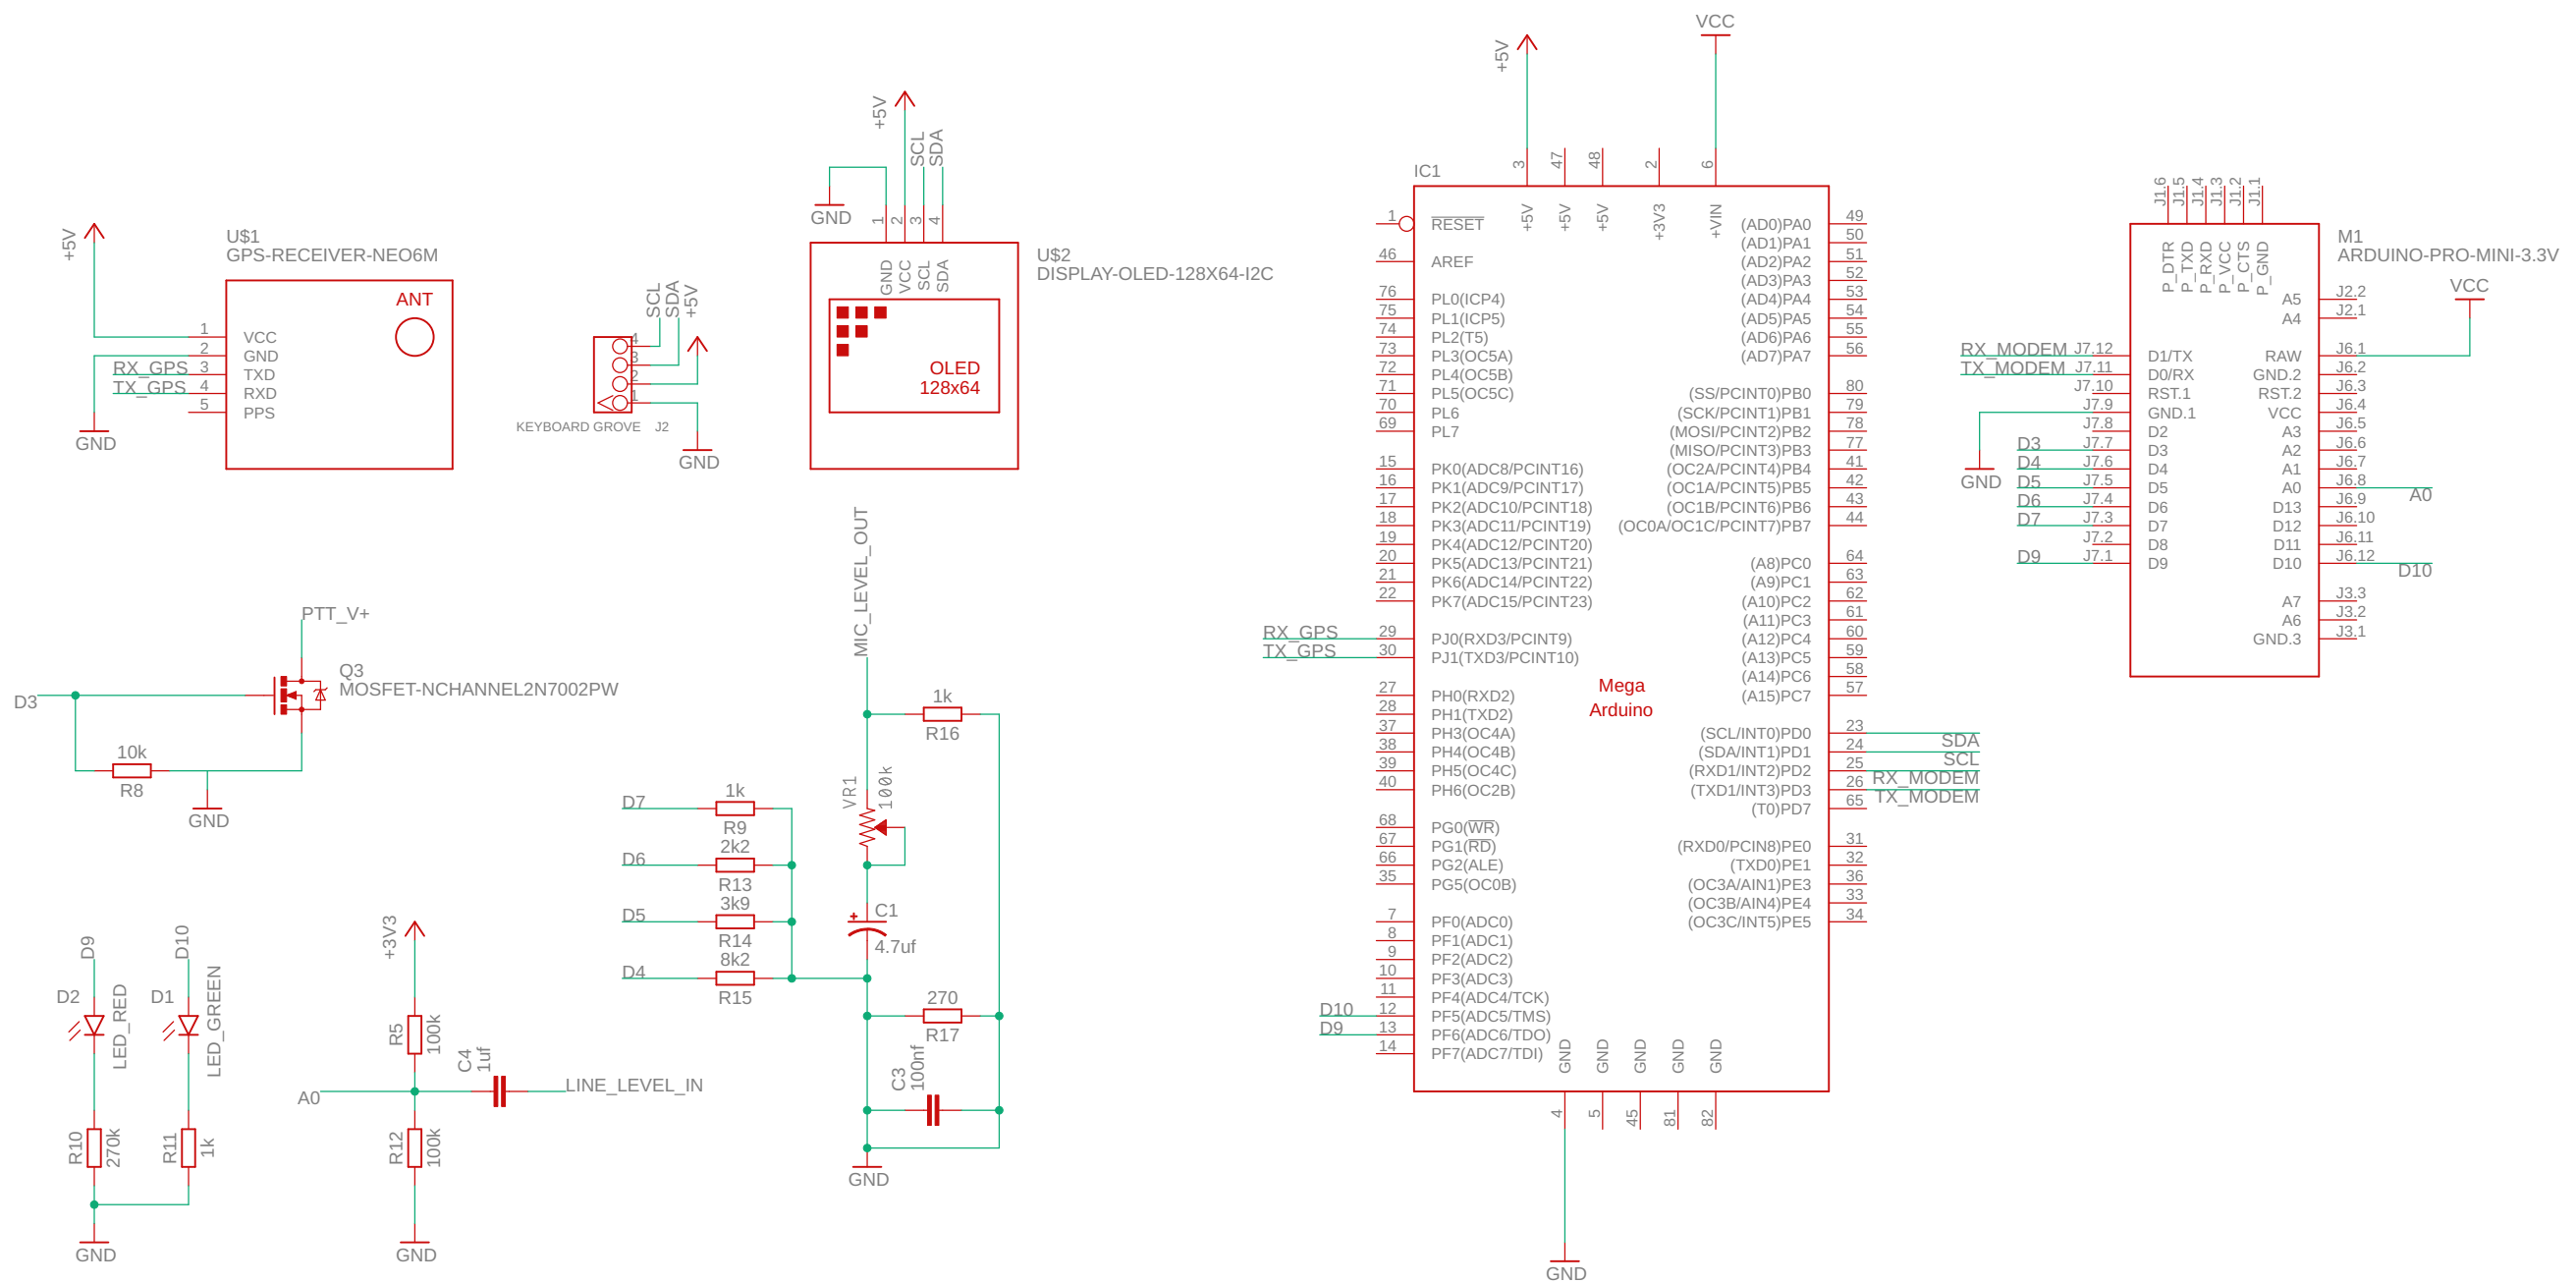 +5V
U$1
GPS-RECEIVER-NEO6M
ANT
1
2
3
4
5
VCC
GND
TXD
RXD
PPS
RX_GPS
TX_GPS
GND
SCL
SDA
+5V
4
3
2
1
KEYBOARD GROVE J2
GND
+5V
SCL
SDA
GND
1
2
3
4
U$2
DISPLAY-OLED-128X64-I2C
GND
VCC
SCL
SDA
OLED
128x64
PTT_V+
Q3
MOSFET-NCHANNEL2N7002PW
D3
10k
R8
GND
D9
D10
D2
LED_RED
D1
LED_GREEN
R10
270k
R11
1k
GND
+3V3
R5
100k
C4
1uf
A0
LINE_LEVEL_IN
R12
100k
GND
MIC_LEVEL_OUT
1k
R16
VR1
100k
D7
1k
R9
D6
2k2
R13
D5
3k9
R14
D4
8k2
R15
C1
4.7uf
270
R17
C3
100nf
GND
+5V
VCC
IC1
3
47
48
2
6
+5V
+5V
+5V
+3V3
+VIN
1 RESET
46 AREF
76 PL0(ICP4)
75 PL1(ICP5)
74 PL2(T5)
73 PL3(OC5A)
72 PL4(OC5B)
71 PL5(OC5C)
70 PL6
69 PL7
15 PK0(ADC8/PCINT16)
16 PK1(ADC9/PCINT17)
17 PK2(ADC10/PCINT18)
18 PK3(ADC11/PCINT19)
19 PK4(ADC12/PCINT20)
20 PK5(ADC13/PCINT21)
21 PK6(ADC14/PCINT22)
22 PK7(ADC15/PCINT23)
RX_GPS 29 PJ0(RXD3/PCINT9)
TX_GPS 30 PJ1(TXD3/PCINT10)
27 PH0(RXD2)
28 PH1(TXD2)
37 PH3(OC4A)
38 PH4(OC4B)
39 PH5(OC4C)
40 PH6(OC2B)
68 PG0(WR)
67 PG1(RD)
66 PG2(ALE)
35 PG5(OC0B)
7 PF0(ADC0)
8 PF1(ADC1)
9 PF2(ADC2)
10 PF3(ADC3)
11 PF4(ADC4/TCK)
D10 12 PF5(ADC5/TMS)
D9 13 PF6(ADC6/TDO)
14 PF7(ADC7/TDI)
Mega
Arduino
(AD0)PA0 49
(AD1)PA1 50
(AD2)PA2 51
(AD3)PA3 52
(AD4)PA4 53
(AD5)PA5 54
(AD6)PA6 55
(AD7)PA7 56
(SS/PCINT0)PB0 80
(SCK/PCINT1)PB1 79
(MOSI/PCINT2)PB2 78
(MISO/PCINT3)PB3 77
(OC2A/PCINT4)PB4 41
(OC1A/PCINT5)PB5 42
(OC1B/PCINT6)PB6 43
(OC0A/OC1C/PCINT7)PB7 44
(A8)PC0 64
(A9)PC1 63
(A10)PC2 62
(A11)PC3 61
(A12)PC4 60
(A13)PC5 59
(A14)PC6 58
(A15)PC7 57
(SCL/INT0)PD0 23 SDA
(SDA/INT1)PD1 24 SCL
(RXD1/INT2)PD2 25 RX_MODEM
(TXD1/INT3)PD3 26 TX_MODEM
(T0)PD7 65
(RXD0/PCIN8)PE0 31
(TXD0)PE1 32
(OC3A/AIN1)PE3 36
(OC3B/AIN1)PE4 33
(OC3C/INT5)PE5 34
GND
GND
GND
GND
GND
4
5
45
81
82
GND
J1.6
J1.5
J1.4
J1.3
J1.2
J1.1
P_DTR
P_TXD
P_RXD
P_VCC
P_CTS
P_GND
M1
ARDUINO-PRO-MINI-3.3V
VCC
RX_MODEM J7.12 D1/TX
TX_MODEM J7.11 D0/RX
J7.10 RST.1
J7.9 GND.1
J7.8 D2
D3 J7.7 D3
D4 J7.6 D4
D5 J7.5 D5
D6 J7.4 D6
D7 J7.3 D7
J7.2 D8
D9 J7.1 D9
GND
A5 J2.2
A4 J2.1
RAW J6.1
GND.2 J6.2
RST.2 J6.3
VCC J6.4
A3 J6.5
A2 J6.6
A1 J6.7
A0 J6.8 A0
D13 J6.9
D12 J6.10
D11 J6.11
D10 J6.12 D10
A7 J3.3
A6 J3.2
GND.3 J3.1